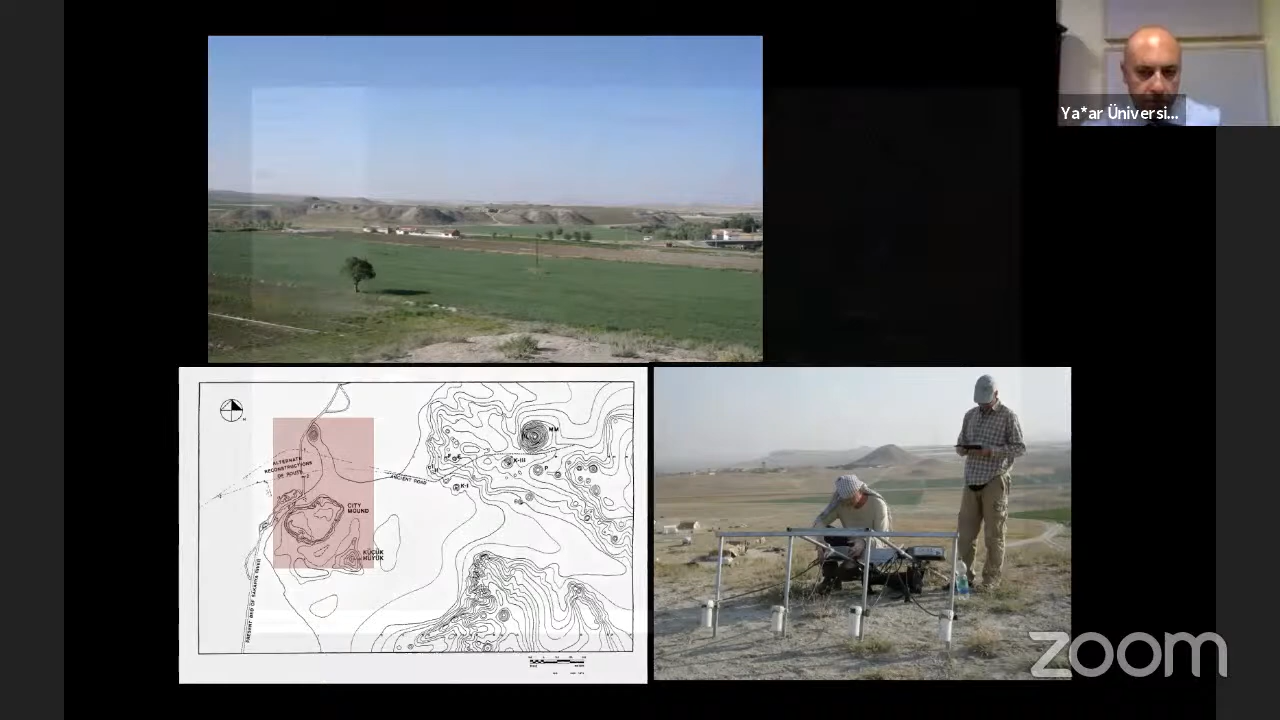 Ya*ar Üniversi...
MM
K-III
P
K-I
ALTERNATE
RECONSTRUCTIONS
OF ROUTE
ANCIENT ROAD
CITY
MOUND
KÜÇÜK
HÜYÜK
PRESENT BED OF SAKARYA RIVER
zoom